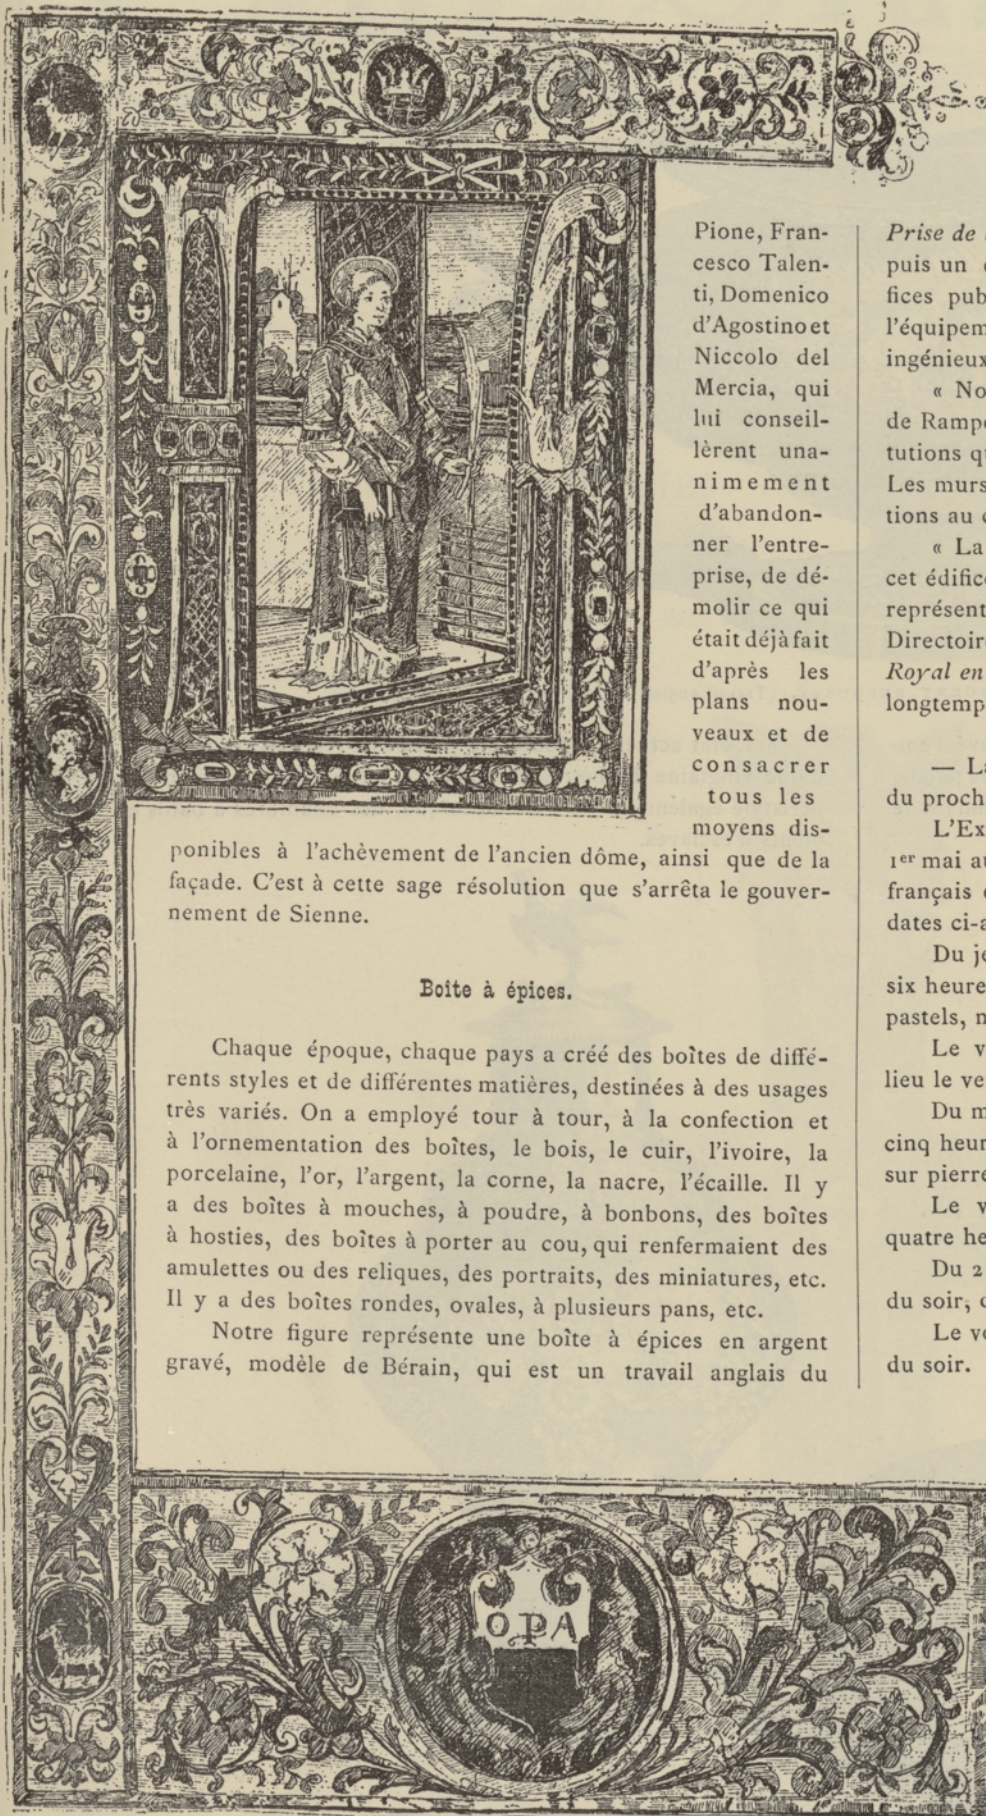 Pione, Fran-
cesco Talen-
ti, Domenico
d'Agostino et
Niccolo del
Mercia, qui
lui conseil-
lèrent una-
nimement
d'abandon-
ner l'entre-
prise, de dé-
molir ce qui
était déjà fait
d'après les
plans nou-
veaux et de
consacrer
tous les
moyens dis-
ponibles à l'achèvement de l'ancien dôme, ainsi que de la
façade. C'est à cette sage résolution que s'arrêta le gouver-
nement de Sienne.
Boîte à épices.
Chaque époque, chaque pays a créé des boîtes de diffé-
rents styles et de différentes matières, destinées à des usages
très variés. On a employé tour à tour, à la confection et
à l'ornementation des boîtes, le bois, le cuir, l'ivoire, la
porcelaine, l'or, l'argent, la corne, la nacre, l'écaille. Il y
a des boîtes à mouches, à poudre, à bonbons, des boîtes
à hosties, des boîtes à porter au cou, qui renfermaient des
amulettes ou des reliques, des portraits, des miniatures, etc.
Il y a des boîtes rondes, ovales, à plusieurs pans, etc.
Notre figure représente une boîte à épices en argent
gravé, modèle de Bérain, qui est un travail anglais du
Prise de
puis un
fices pub
l'équipem
ingénieux
« No
de Rampo
tutions qu
Les murs
tions au
« La
cet édifice
représent
Directoire
Royal en
longtemp
— La
du proch
L'Ex
1er mai au
français
dates ci-a
Du je
six heure
pastels, n
Le v
lieu le ve
Du m
cinq heur
sur pierre
Le v
quatre he
Du 2
du soir,
Le vo
du soir.
OPA